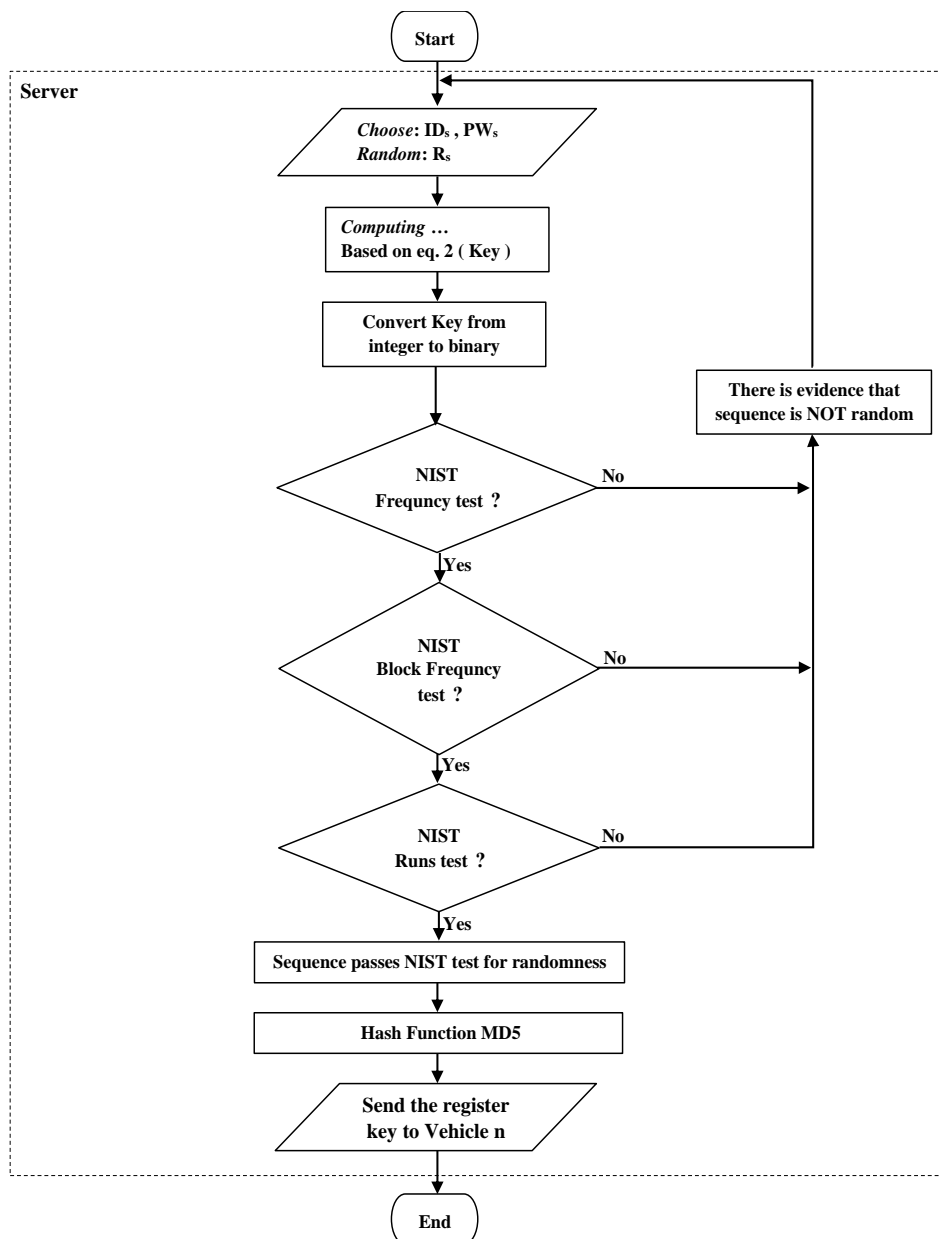 Start
Server
Choose: IDs , PWs
Random: Rs
Computing ...
Based on eq. 2 ( Key )
Convert Key from
integer to binary
There is evidence that
sequence is NOT random
NIST
Frequncy test ?
No
Yes
NIST
Block Frequncy
test ?
No
Yes
NIST
Runs test ?
No
Yes
Sequence passes NIST test for randomness
Hash Function MD5
Send the register
key to Vehicle n
End